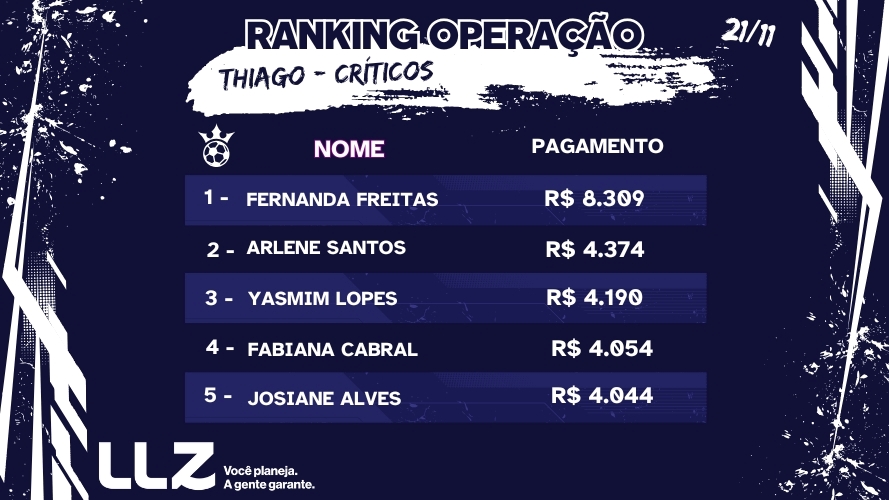 RANKING OPERAÇÃO
21/11
THIAGO - CRÍTICOS
NOME PAGAMENTO
1 - FERNANDA FREITAS R$ 8.309
2 - ARLENE SANTOS R$ 4.374
3 - YASMIM LOPES R$ 4.190
4 - FABIANA CABRAL R$ 4.054
5 - JOSIANE ALVES R$ 4.044
LLZ
Você planeja.
A gente garante.